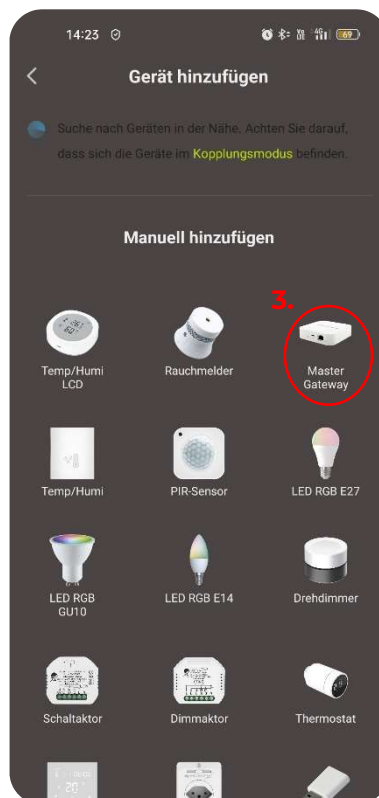 14:23
4G 69
Gerät hinzufügen
Suche nach Geräten in der Nähe. Achten Sie darauf,
dass sich die Geräte im Kopplungsmodus befinden.
Manuell hinzufügen
3.
Temp/Humi
LCD
Rauchmelder
Master
Gateway
Temp/Humi
PIR-Sensor
LED RGB E27
LED RGB
GU10
LED RGB E14
Drehdimmer
Schaltaktor
Dimmaktor
Thermostat